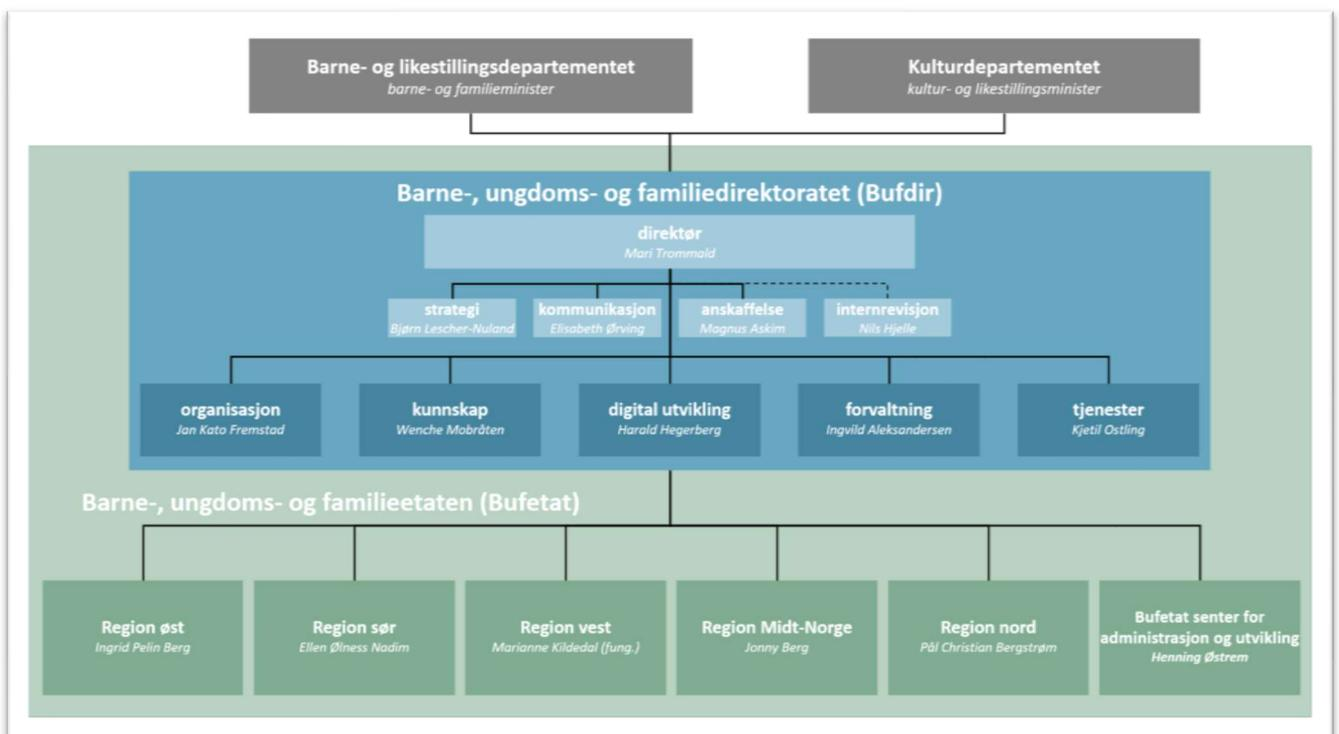 Barne- og likestillingsdepartementet
barne- og familieminister
Kulturdepartementet
kultur- og likestillingsminister
Barne-, ungdoms- og familiedirektoratet (Bufdir)
direktør
Mari Trommald
strategi
Bjørn Lescher-Nuland
kommunikasjon
Elisabeth Ørving
anskaffelse
Magnus Askim
internrevisjon
Nils Hjelle
organisasjon
Jan Kato Fremstad
kunnskap
Wenche Mobråten
digital utvikling
Harald Hegerberg
forvaltning
Ingvild Aleksandersen
tjenester
Kjetil Ostling
Barne-, ungdoms- og familieetaten (Bufetat)
Region øst
Ingrid Pelin Berg
Region sør
Ellen Ølness Nadim
Region vest
Marianne Kildedal (fung.)
Region Midt-Norge
Jonny Berg
Region nord
Pål Christian Bergstrøm
Bufetat senter for
administrasjon og utvikling
Henning Østrem